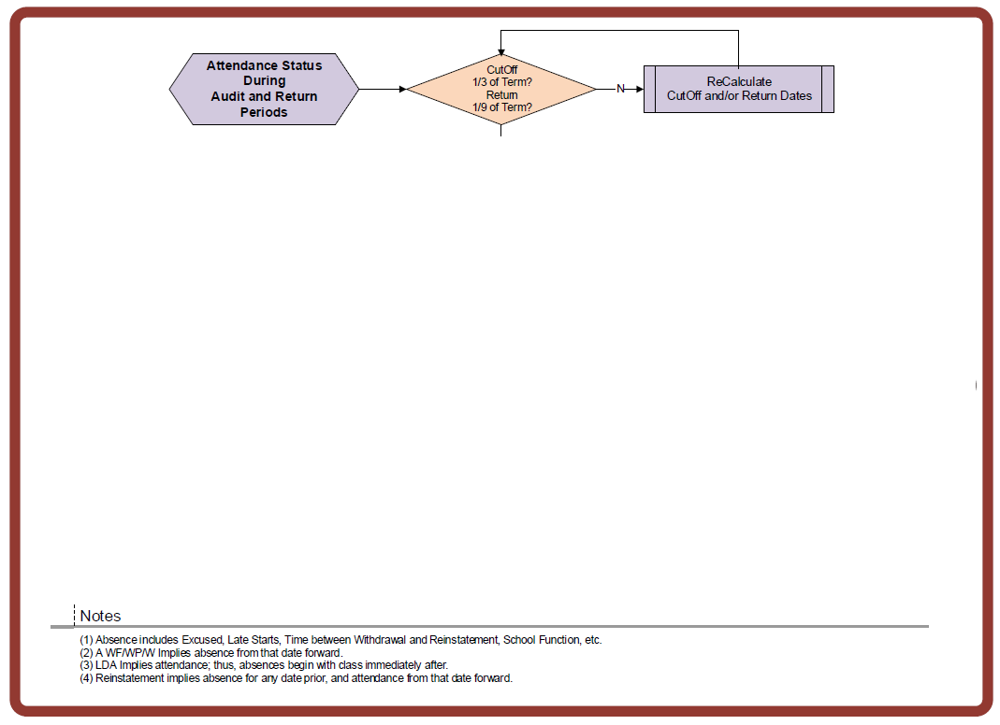 Attendance Status
During
Audit and Return
Periods
CutOff
1/3 of Term?
Return
1/9 of Term?
N
ReCalculate
CutOff and/or Return Dates
Notes
(1) Absence includes Excused, Late Starts, Time between Withdrawal and Reinstatement, School Function, etc.
(2) A WF/WP/W Implies absence from that date forward.
(3) LDA Implies attendance; thus, absences begin with class immediately after.
(4) Reinstatement implies absence for any date prior, and attendance from that date forward.